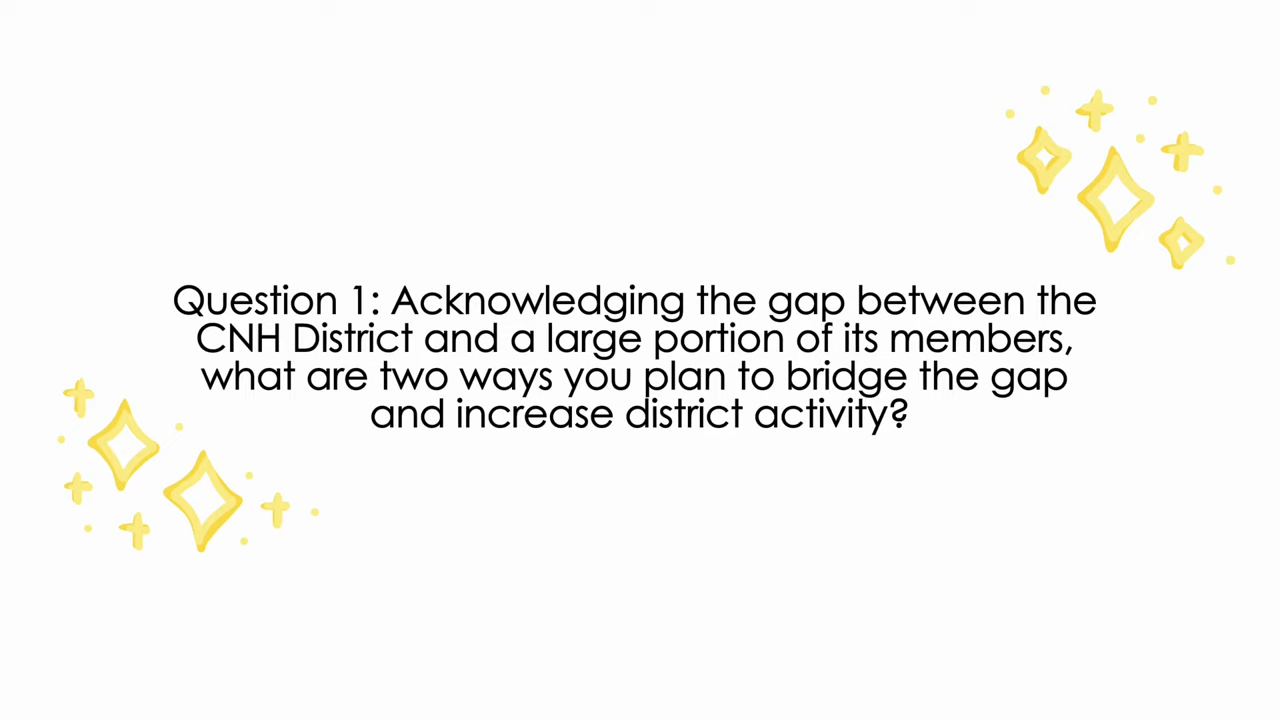 Question 1: Acknowledging the gap between the
CNH District and a large portion of its members,
what are two ways you plan to bridge the gap
and increase district activity?